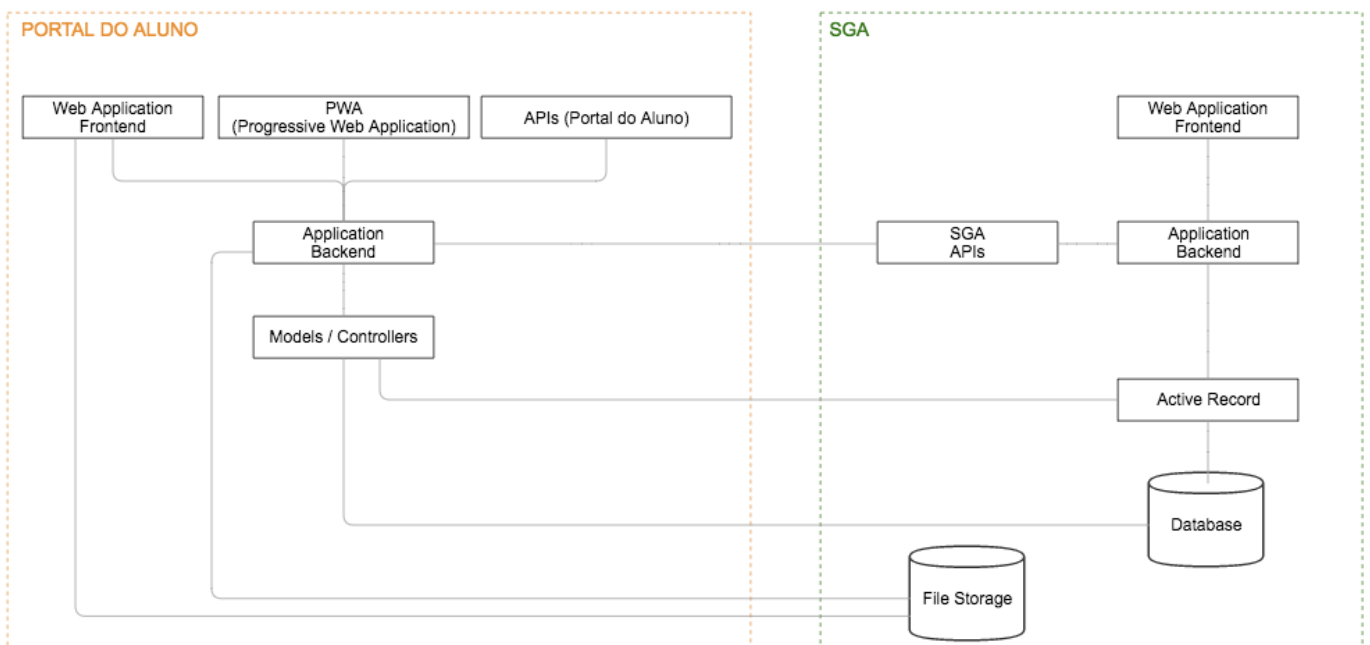 PORTAL DO ALUNO
SGA
Web Application
Frontend
PWA
(Progressive Web Application)
APIs (Portal do Aluno)
Web Application
Frontend
Application
Backend
SGA
APIs
Application
Backend
Models / Controllers
Active Record
Database
File Storage